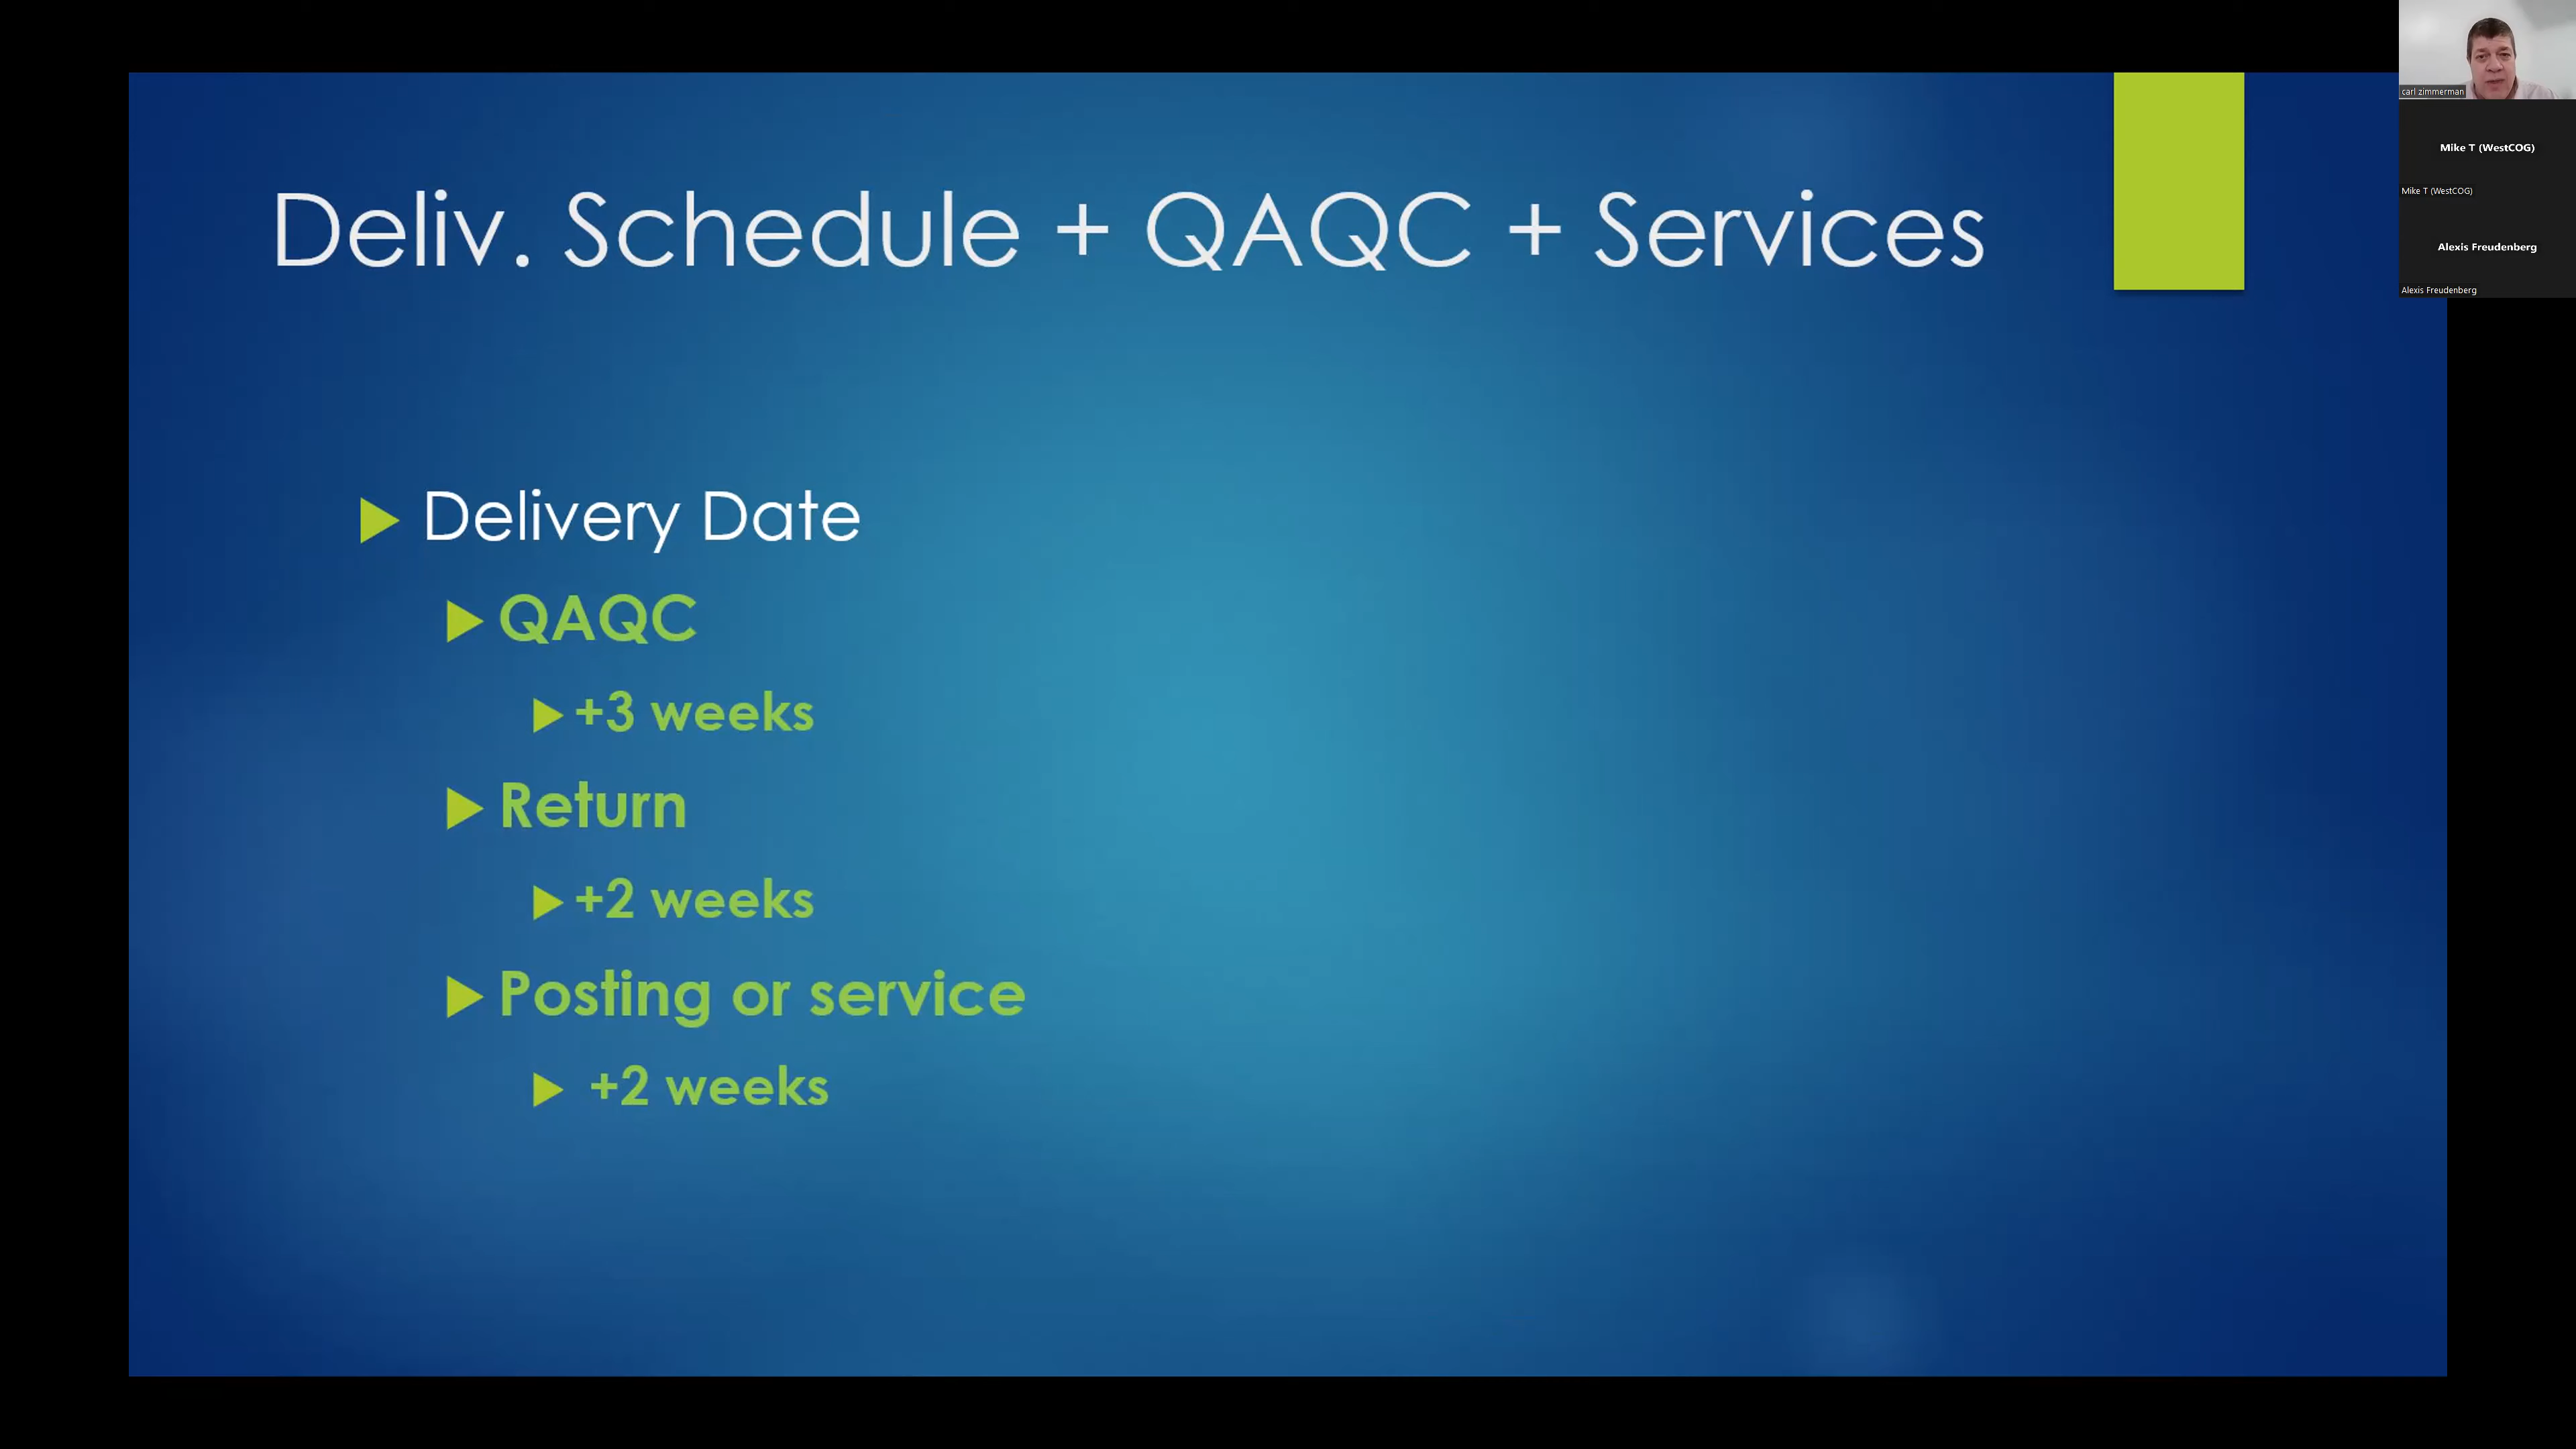 Deliv. Schedule + QAQC + Services
Delivery Date
QAQC
+3 weeks
Return
+2 weeks
Posting or service
+2 weeks
carl zimmerman
Mike T (WestCOG)
Mike T (WestCOG)
Alexis Freudenberg
Alexis Freudenberg